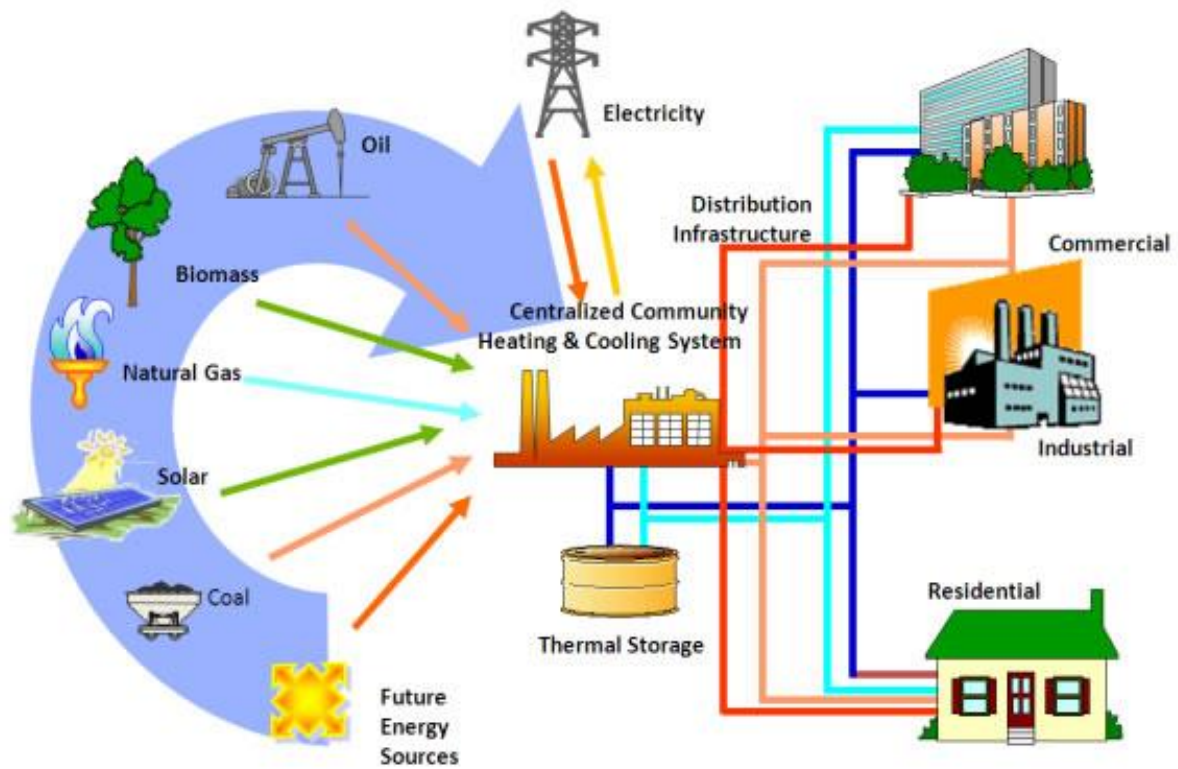 Electricity
Oil
Distribution
Infrastructure
Commercial
Biomass
Centralized Community
Heating & Cooling System
Natural Gas
Industrial
Solar
Coal
Residential
Thermal Storage
Future
Energy
Sources